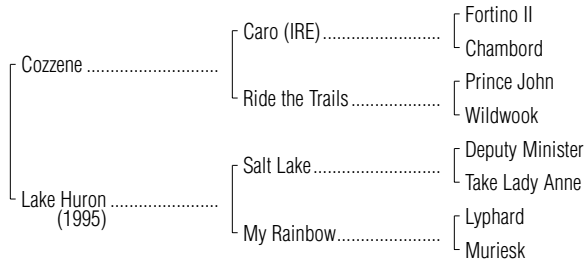 Fortino II
Caro (IRE)
Chambord
Cozzene
Prince John
Ride the Trails
Wildwook
Deputy Minister
Salt Lake
Take Lady Anne
Lake Huron
(1995)
Lyphard
My Rainbow
Muriesk